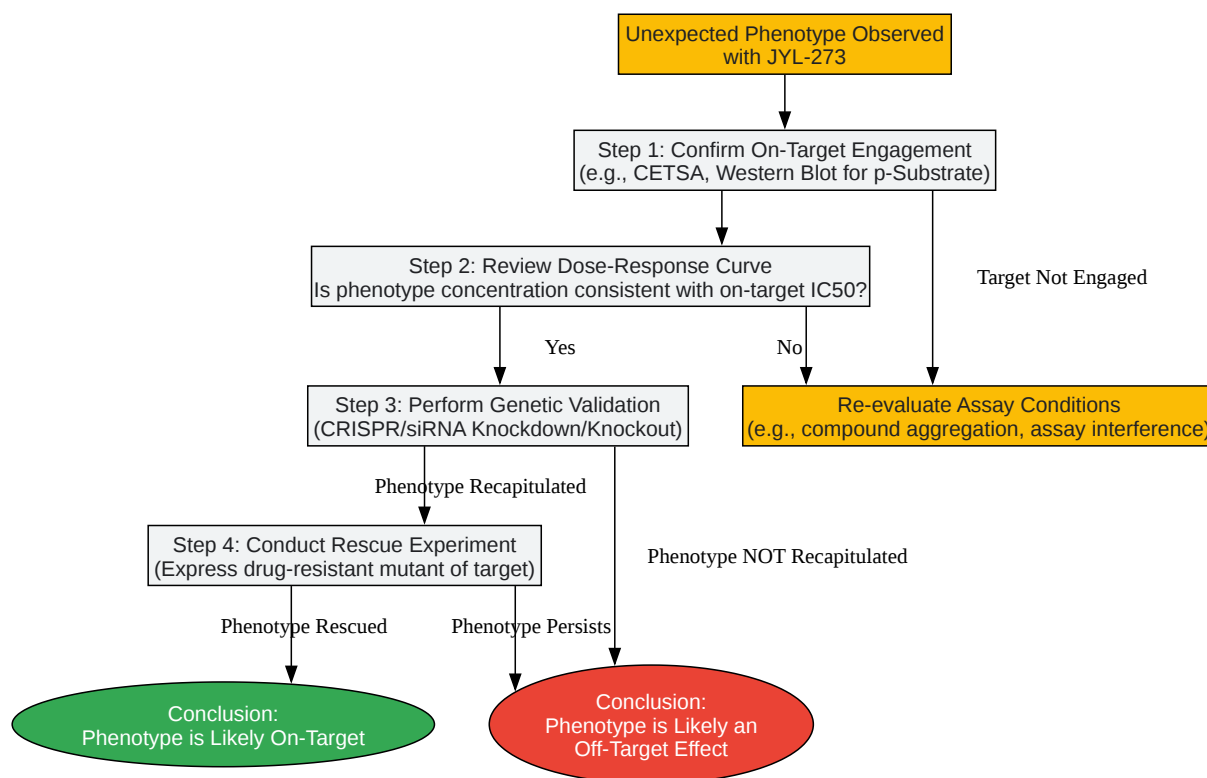 Unexpected Phenotype Observed
with JYL-273
Step 1: Confirm On-Target Engagement
(e.g., CETSA, Western Blot for p-Substrate)
Step 2: Review Dose-Response Curve
Is phenotype concentration consistent with on-target IC50?
Target Not Engaged
Yes
No
Step 3: Perform Genetic Validation
(CRISPR/siRNA Knockdown/Knockout)
Re-evaluate Assay Conditions
(e.g., compound aggregation, assay interference)
Phenotype Recapitulated
Step 4: Conduct Rescue Experiment
(Express drug-resistant mutant of target)
Phenotype NOT Recapitulated
Phenotype Rescued
Phenotype Persists
Conclusion:
Phenotype is Likely On-Target
Conclusion:
Phenotype is Likely an
Off-Target Effect